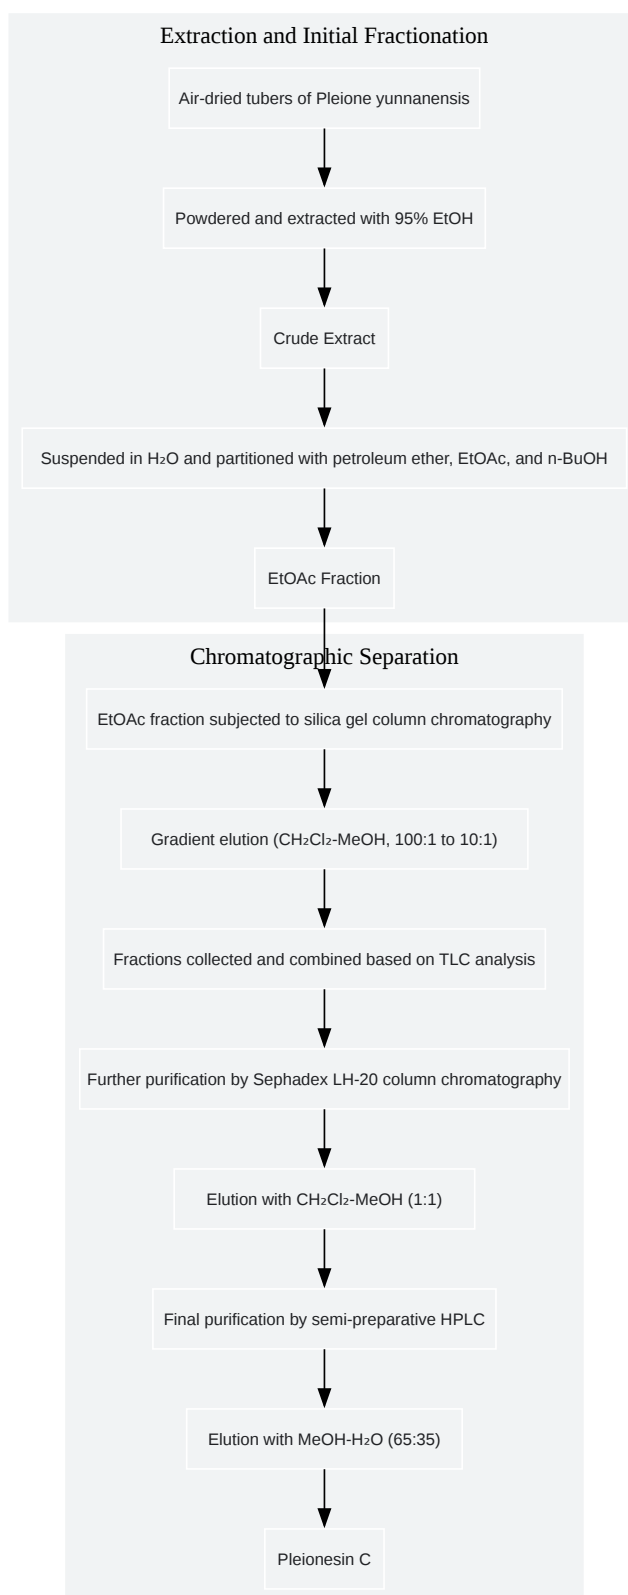 Extraction and Initial Fractionation
Air-dried tubers of Pleione yunnanensis
Powdered and extracted with 95% EtOH
Crude Extract
Suspended in H₂O and partitioned with petroleum ether, EtOAc, and n-BuOH
EtOAc Fraction
Chromatographic Separation
EtOAc fraction subjected to silica gel column chromatography
Gradient elution (CH₂Cl₂-MeOH, 100:1 to 10:1)
Fractions collected and combined based on TLC analysis
Further purification by Sephadex LH-20 column chromatography
Elution with CH₂Cl₂-MeOH (1:1)
Final purification by semi-preparative HPLC
Elution with MeOH-H₂O (65:35)
Pleionesin C